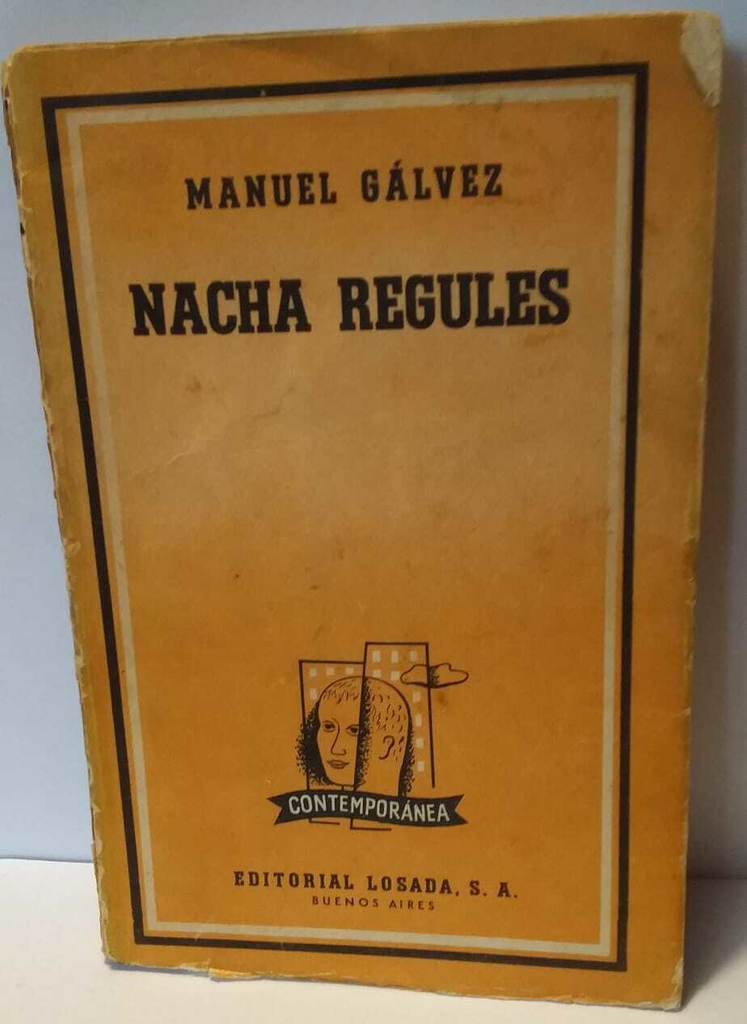 MANUEL GÁLVEZ
NACHA REGULES
CONTEMPORÁNEA
EDITORIAL LOSADA, S. A.
BUENOS AIRES